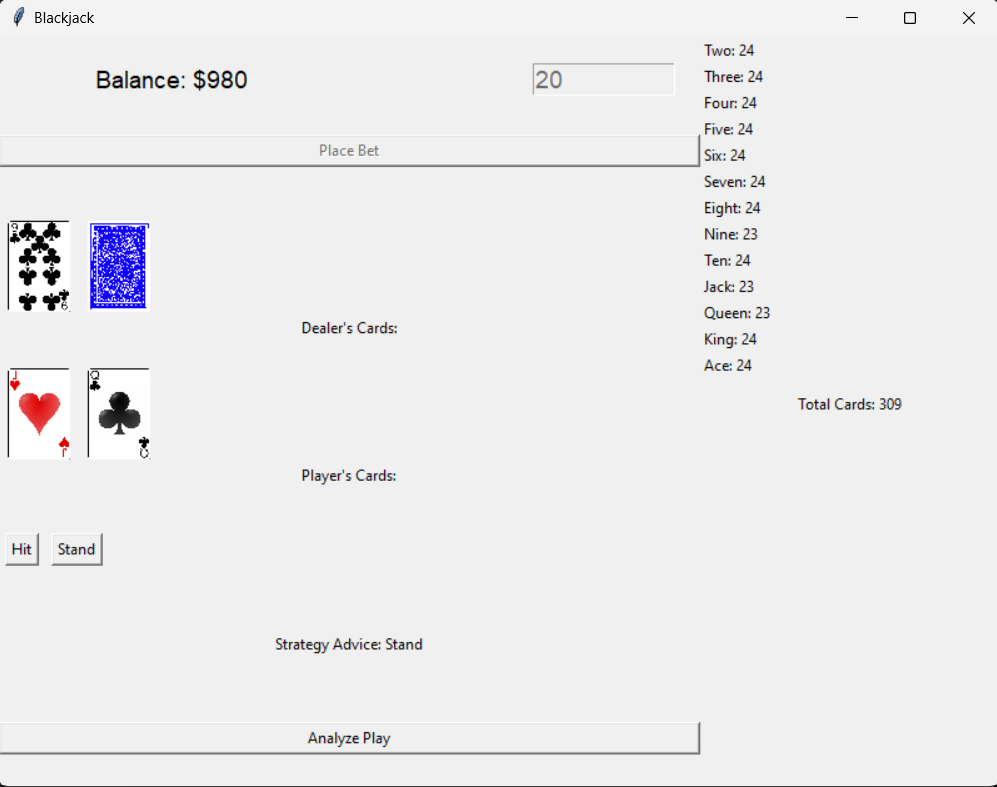 Blackjack
Balance: $980
20
Place Bet
9
6
Dealer's Cards:
J
J
Q
Q
Player's Cards:
Hit
Stand
Strategy Advice: Stand
Analyze Play
Two: 24
Three: 24
Four: 24
Five: 24
Six: 24
Seven: 24
Eight: 24
Nine: 23
Ten: 24
Jack: 23
Queen: 23
King: 24
Ace: 24
Total Cards: 309